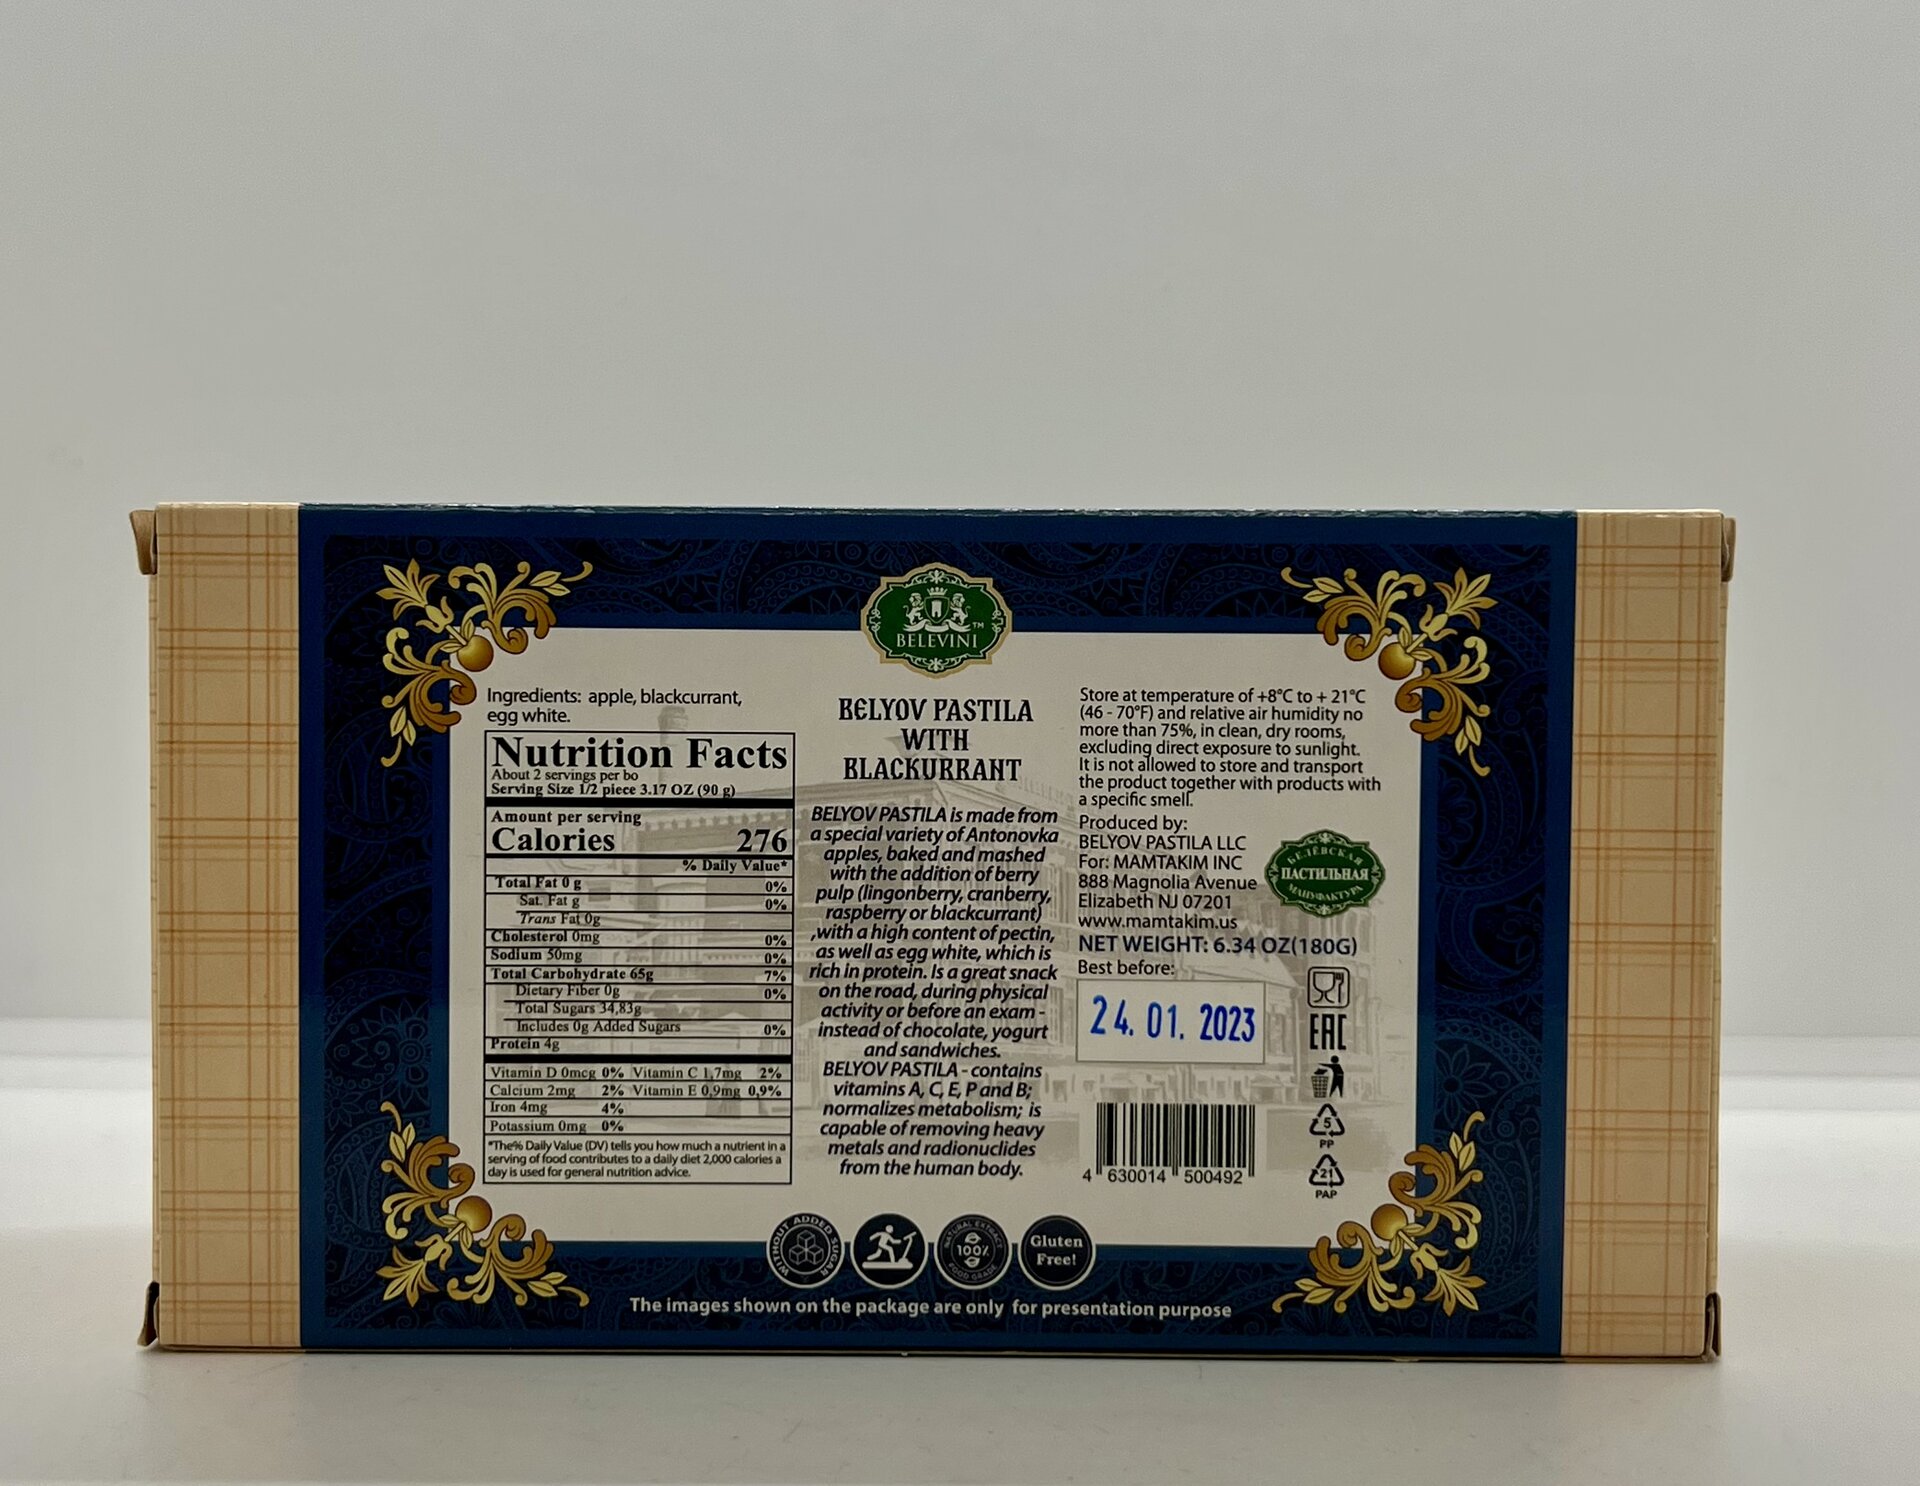 BELEVINI
TM
Ingredients: apple, blackcurrant,
egg white.
Nutrition Facts
About 2 servings per bo
Serving Size 1/2 piece 3.17 OZ (90 g)
Amount per serving
Calories 276
% Daily Value*
Total Fat 0 g 0%
Sat. Fat g 0%
Trans Fat 0g
Cholesterol 0mg 0%
Sodlum 50mg 0%
Total Carbohydrate 65g 7%
Dietary Fiber 0g 0%
Total Sugars 34,83g
Includes 0g Added Sugars 0%
Protein 4g
Vitamin D 0mcg 0% Vitamin C 1,7mg 2%
Calcium 2mg 2% Vitamin E 0,9mg 0,9%
Iron 4mg 4%
Potassium 0mg 0%
*The% Daily Value (DV) tells you how much a nutrient in a
serving of food contributes to a daily diet 2,000 calories a
day is used for general nutrition advice.
BELYOV PASTILA
WITH
BLACKURRANT
BELYOV PASTILA is made from
a special variety of Antonovka
apples, baked and mashed
with the addition of berry
pulp (lingonberry, cranberry,
raspberry or blackcurrant)
,with a high content of pectin,
as well as egg white, which is
rich in protein. Is a great snack
on the road, during physical
activity or before an exam -
instead of chocolate, yogurt
and sandwiches.
BELYOV PASTILA - contains
vitamins A, C, E, P and B;
normalizes metabolism; is
capable of removing heavy
metals and radionuclides
from the human body.
Store at temperature of +8°C to + 21°C
(46 - 70°F) and relative air humidity no
more than 75%, in clean, dry rooms,
excluding direct exposure to sunlight.
It is not allowed to store and transport
the product together with products with
a specific smell.
Produced by:
BELYOV PASTILA LLC
For: MAMTAKIM INC
888 Magnolia Avenue
Elizabeth NJ 07201
www.mamtakim.us
БЕЛЁВСКАЯ
ПАСТИЛЬНАЯ
МАНУФАКТУРА
NET WEIGHT: 6.34 OZ(180G)
Best before:
24. 01. 2023
EAC
5
PP
21
PAP
4 630014 500492
WITHOUT ADDED SUGAR
NATURAL EXTRACT
100%
FOOD GRADE
Gluten
Free!
The images shown on the package are only for presentation purpose